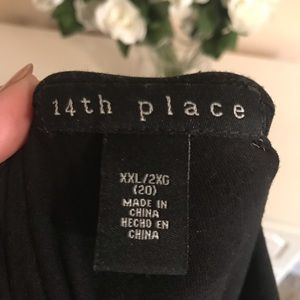 14th place
XXL/2XG
(20)
MADE IN
CHINA
HECHO EN
CHINA